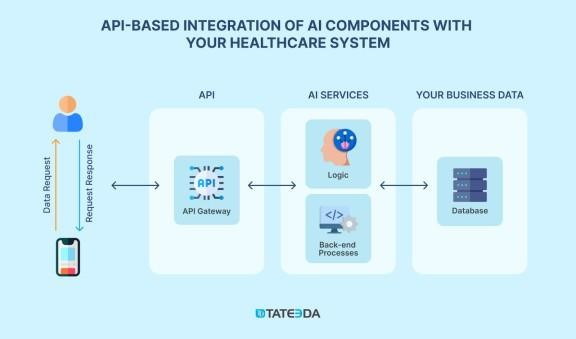 API-BASED INTEGRATION OF AI COMPONENTS WITH
YOUR HEALTHCARE SYSTEM
API
AI SERVICES
YOUR BUSINESS DATA
Data Request
Request Response
API
API Gateway
Logic
</>
Back-end
Processes
Database
TATEEDA